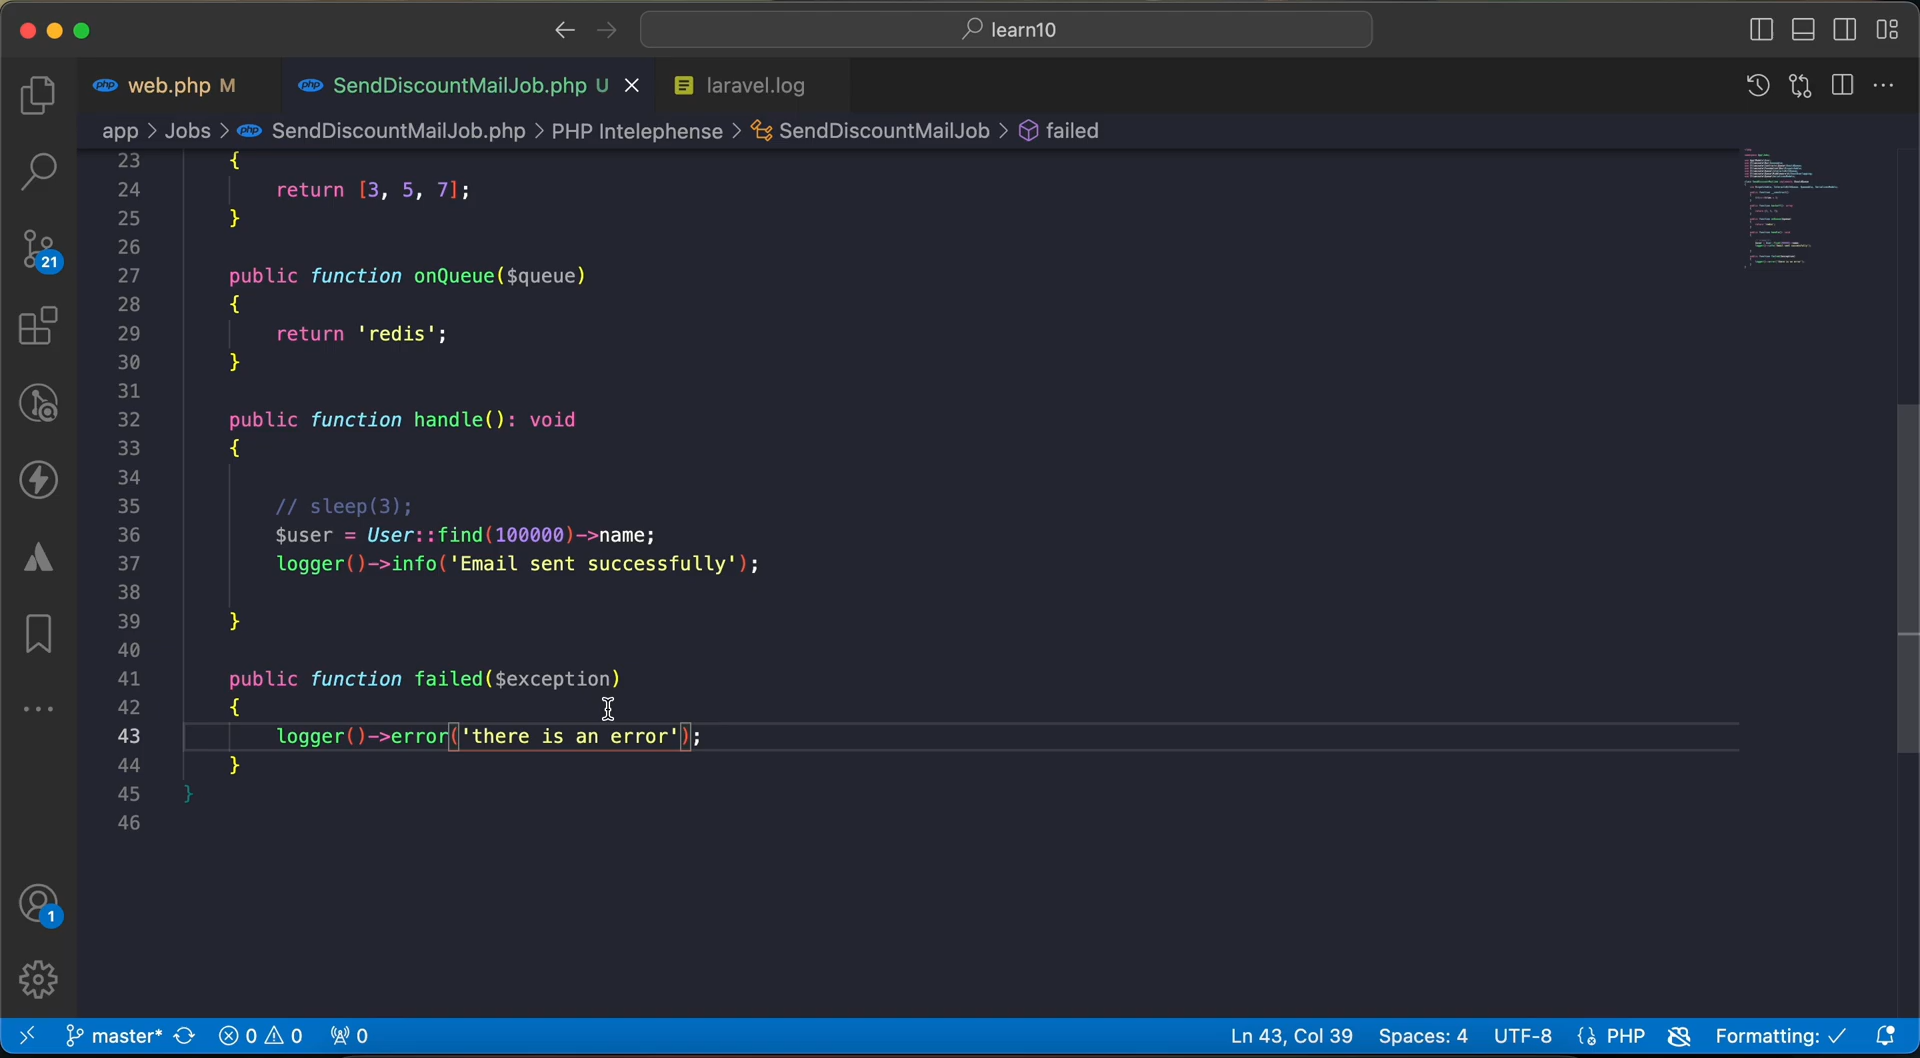 learn10
web.php M
SendDiscountMailJob.php U
laravel.log
app > Jobs > SendDiscountMailJob.php > PHP Intelephense > SendDiscountMailJob > failed
23 {
24 return [3, 5, 7];
25 }
26
27 public function onQueue($queue)
28 {
29 return 'redis';
30 }
31
32 public function handle(): void
33 {
34
35 // sleep(3);
36 $user = User::find(100000)->name;
37 logger()->info('Email sent successfully');
38
39 }
40
41 public function failed($exception)
42 {
43 logger()->error('there is an error');
44 }
45 }
46
21
1
master* 0 0 0 Ln 43, Col 39 Spaces: 4 UTF-8 PHP Formatting: ✓